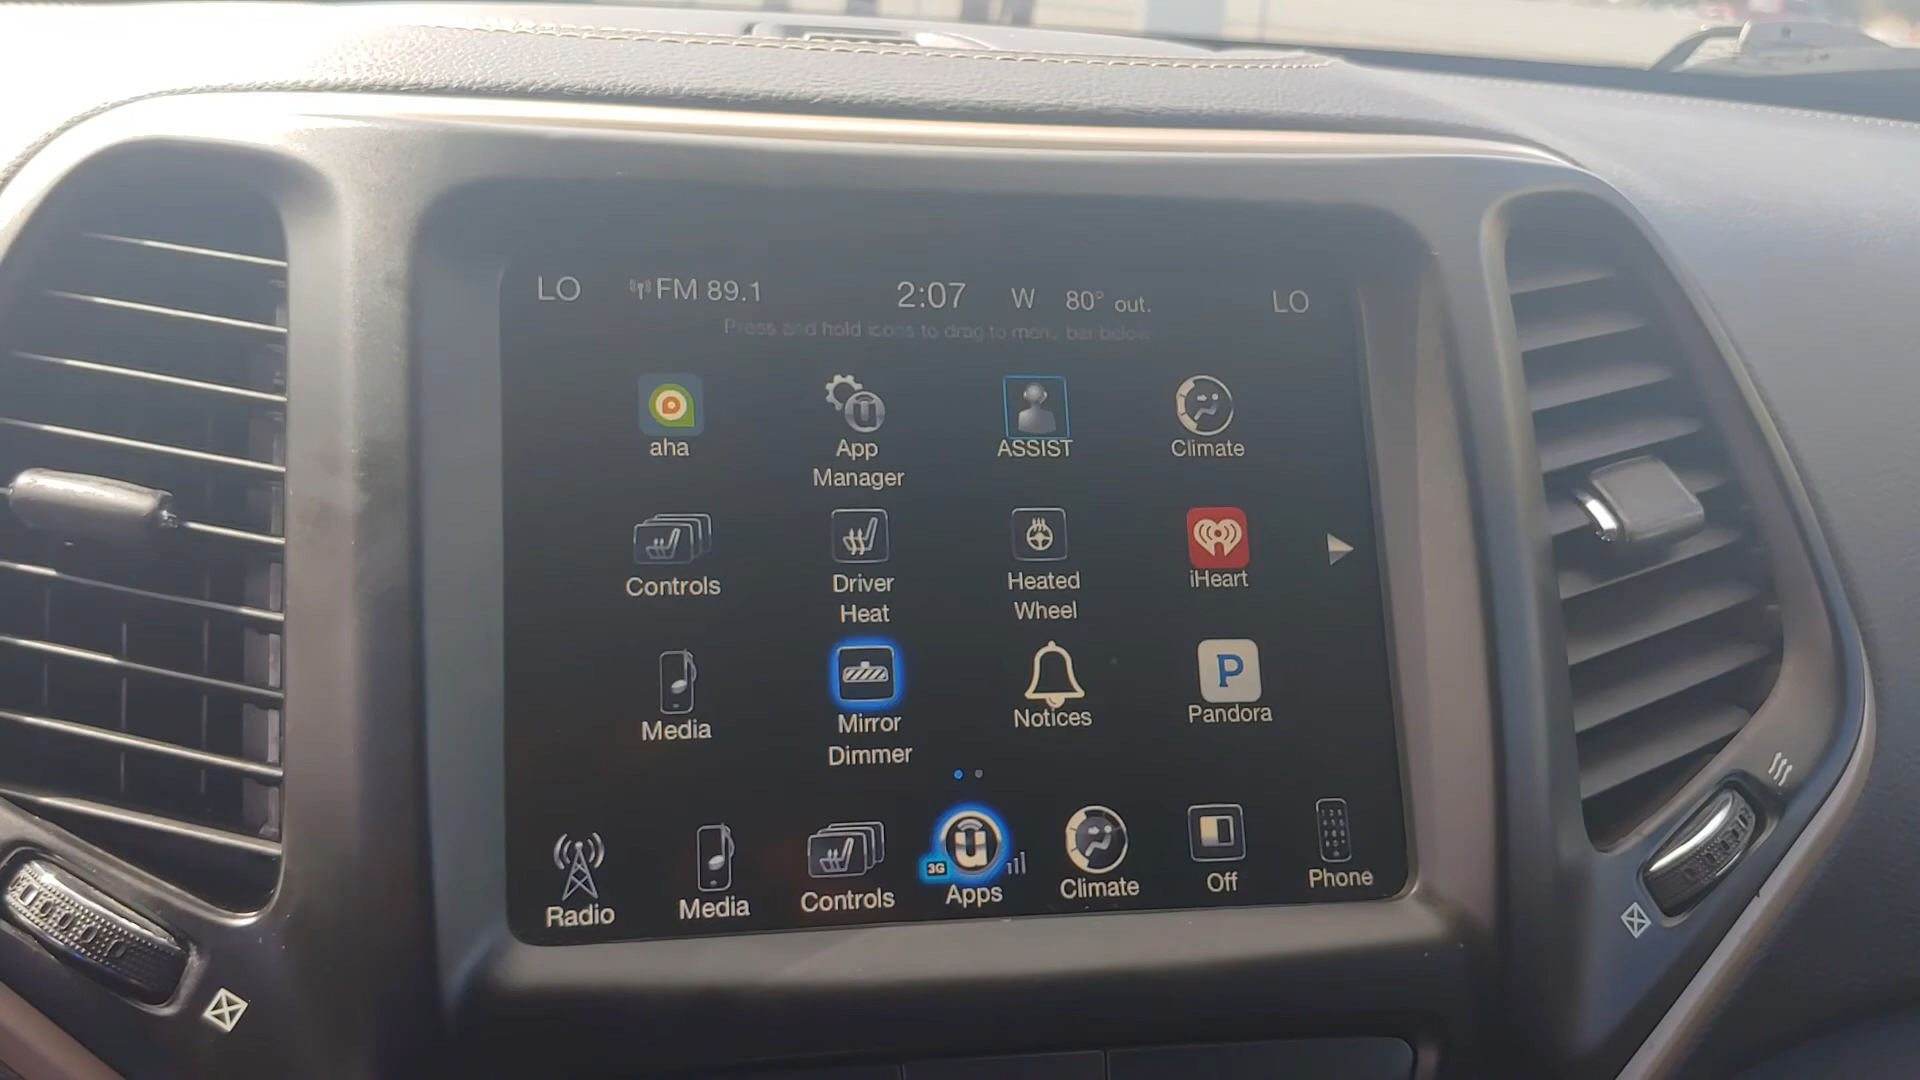 LO FM 89.1 2:07 W 80° out. LO
Press and hold icons to drag to menu bar below
aha
App
Manager
ASSIST
Climate
Controls
Driver
Heat
Heated
Wheel
iHeart
Media
Mirror
Dimmer
Notices
P
Pandora
Radio
Media
Controls
3G
Apps
Climate
Off
Phone